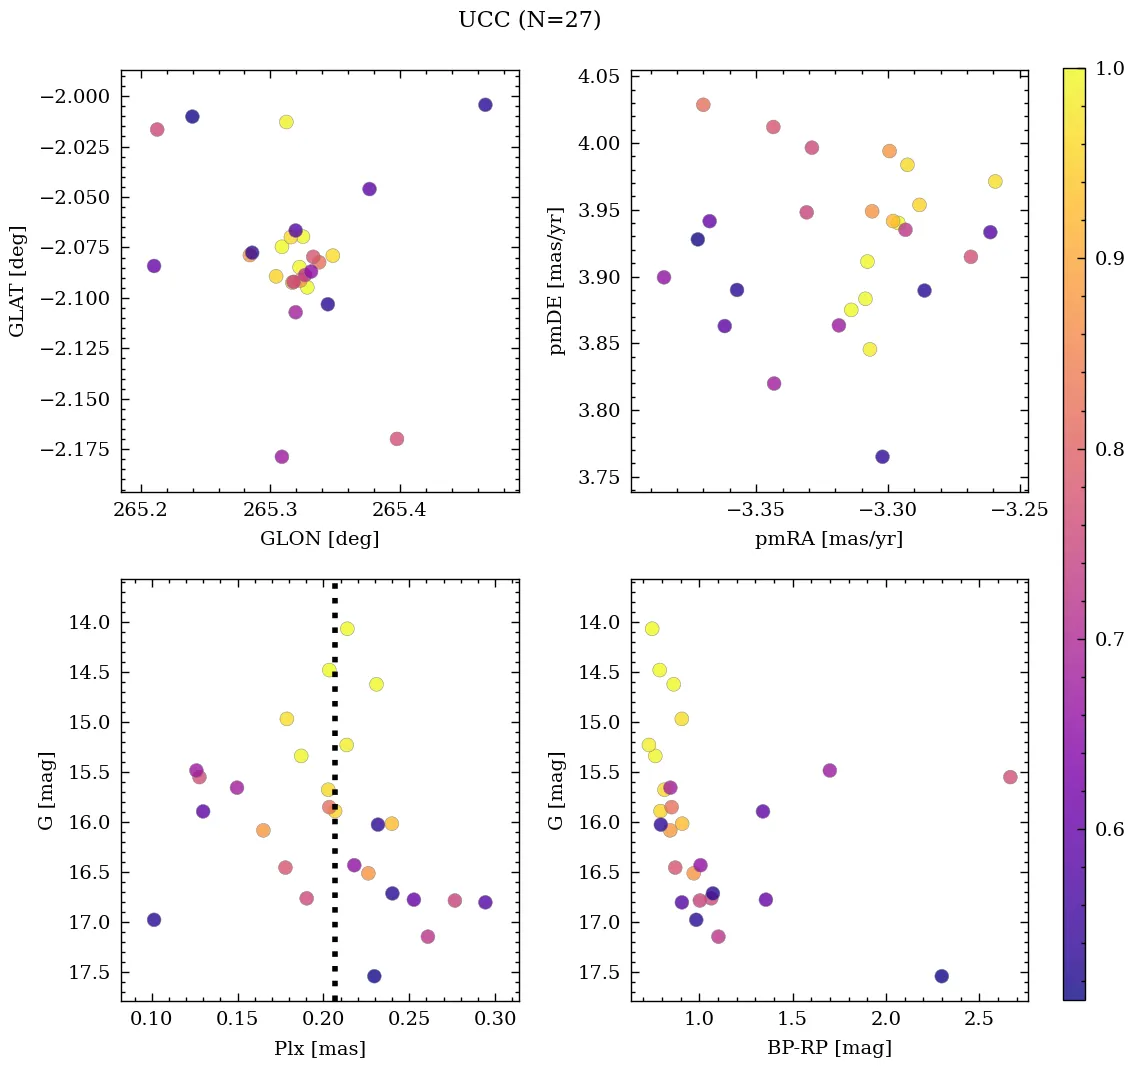 UCC (N=27)
−2.000
−2.025
−2.050
−2.075
−2.100
−2.125
−2.150
−2.175
GLAT [deg]
265.2 265.3 265.4
GLON [deg]
4.05
4.00
3.95
3.90
3.85
3.80
3.75
pmDE [mas/yr]
−3.35 −3.30 −3.25
pmRA [mas/yr]
14.0
14.5
15.0
15.5
16.0
16.5
17.0
17.5
G [mag]
0.10 0.15 0.20 0.25 0.30
Plx [mas]
14.0
14.5
15.0
15.5
16.0
16.5
17.0
17.5
G [mag]
1.0 1.5 2.0 2.5
BP-RP [mag]
1.0
0.9
0.8
0.7
0.6